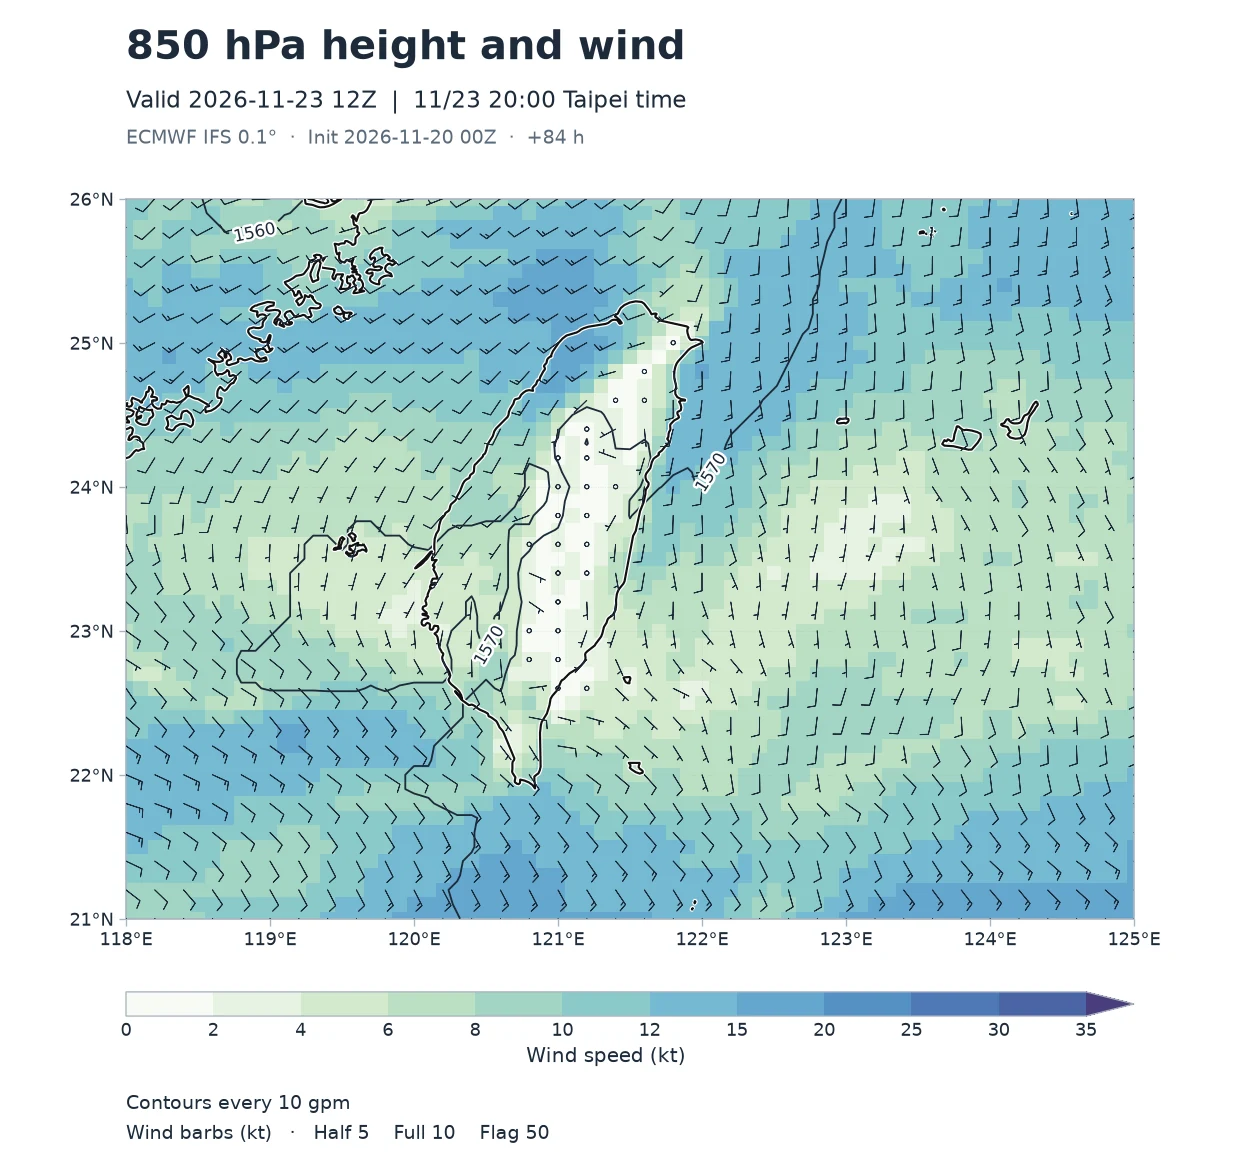 850 hPa height and wind
Valid 2026-11-23 12Z | 11/23 20:00 Taipei time
ECMWF IFS 0.1° · Init 2026-11-20 00Z · +84 h
26°N
1560
25°N
24°N
1570
23°N
1570
22°N
21°N
118°E 119°E 120°E 121°E 122°E 123°E 124°E 125°E
0 2 4 6 8 10 12 15 20 25 30 35
Wind speed (kt)
Contours every 10 gpm
Wind barbs (kt) · Half 5 Full 10 Flag 50